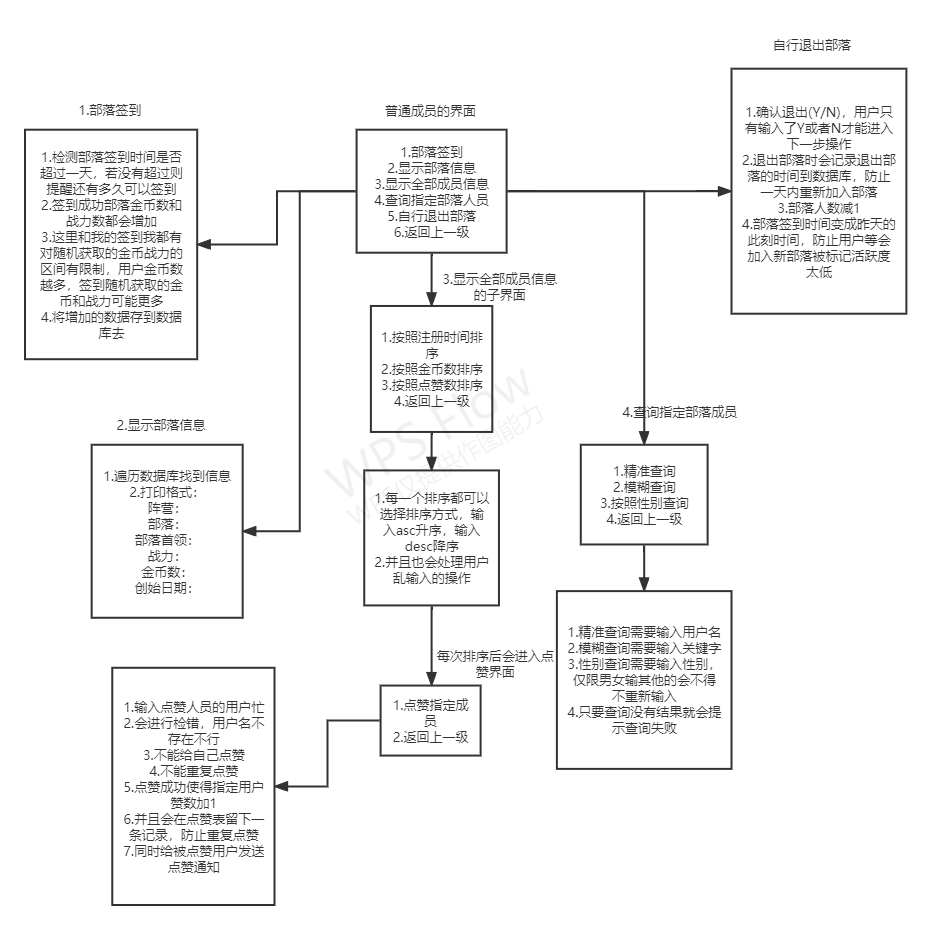 自行退出部落
1.确认退出(Y/N)，用户只
有输入了Y或者N才能进入
下一步操作
2.退出部落时会记录退出部
落的时间到数据库，防止
一天内重新加入部落
3.部落人数减1
4.部落签到时间变成昨天的
此刻时间，防止用户等会
加入新部落被标记活跃度
太低
1.部落签到
1.检测部落签到时间是否
超过一天，若没有超过则
提醒还有多久可以签到
2.签到成功部落金币数和
战力数都会增加
3.这里和我的签到我都有
对随机获取的金币战力的
区间有限制，用户金币数
越多，签到随机获取的金
币和战力可能更多
4.将增加的数据存到数据
库去
普通成员的界面
1.部落签到
2.显示部落信息
3.显示全部成员信息
4.查询指定部落人员
5.自行退出部落
6.返回上一级
3.显示全部成员信息
的子界面
1.按照注册时间排
序
2.按照金币数排序
3.按照点赞数排序
4.返回上一级
2.显示部落信息
1.遍历数据库找到信息
2.打印格式：
阵营：
部落：
部落首领：
战力：
金币数：
创始日期：
1.每一个排序都可以
选择排序方式，输
入asc升序，输入
desc降序
2.并且也会处理用户
乱输入的操作
4.查询指定部落成员
1.精准查询
2.模糊查询
3.按照性别查询
4.返回上一级
1.精准查询需要输入用户名
2.模糊查询需要输入关键字
3.性别查询需要输入性别，
仅限男女输其他的会不得
不重新输入
4.只要查询没有结果就会提
示查询失败
每次排序后会进入点
赞界面
1.点赞指定成
员
2.返回上一级
1.输入点赞人员的用户忙
2.会进行检错，用户名不
存在不行
3.不能给自己点赞
4.不能重复点赞
5.点赞成功使得指定用户
赞数加1
6.并且会在点赞表留下一
条记录，防止重复点赞
7.同时给被点赞用户发送
点赞通知
WPS Flow
WPS仅提供作图能力